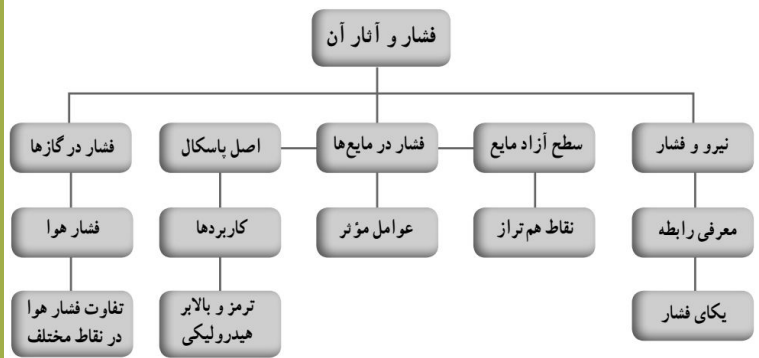 فشار و آثار آن
نیرو و فشار
سطح آزاد مایع
فشار در مایع‌ها
اصل پاسکال
فشار در گازها
معرفی رابطه
نقاط هم‌تراز
عوامل مؤثر
کاربردها
فشار هوا
یکای فشار
ترمز و بالابر
هیدرولیکی
تفاوت فشار هوا
در نقاط مختلف